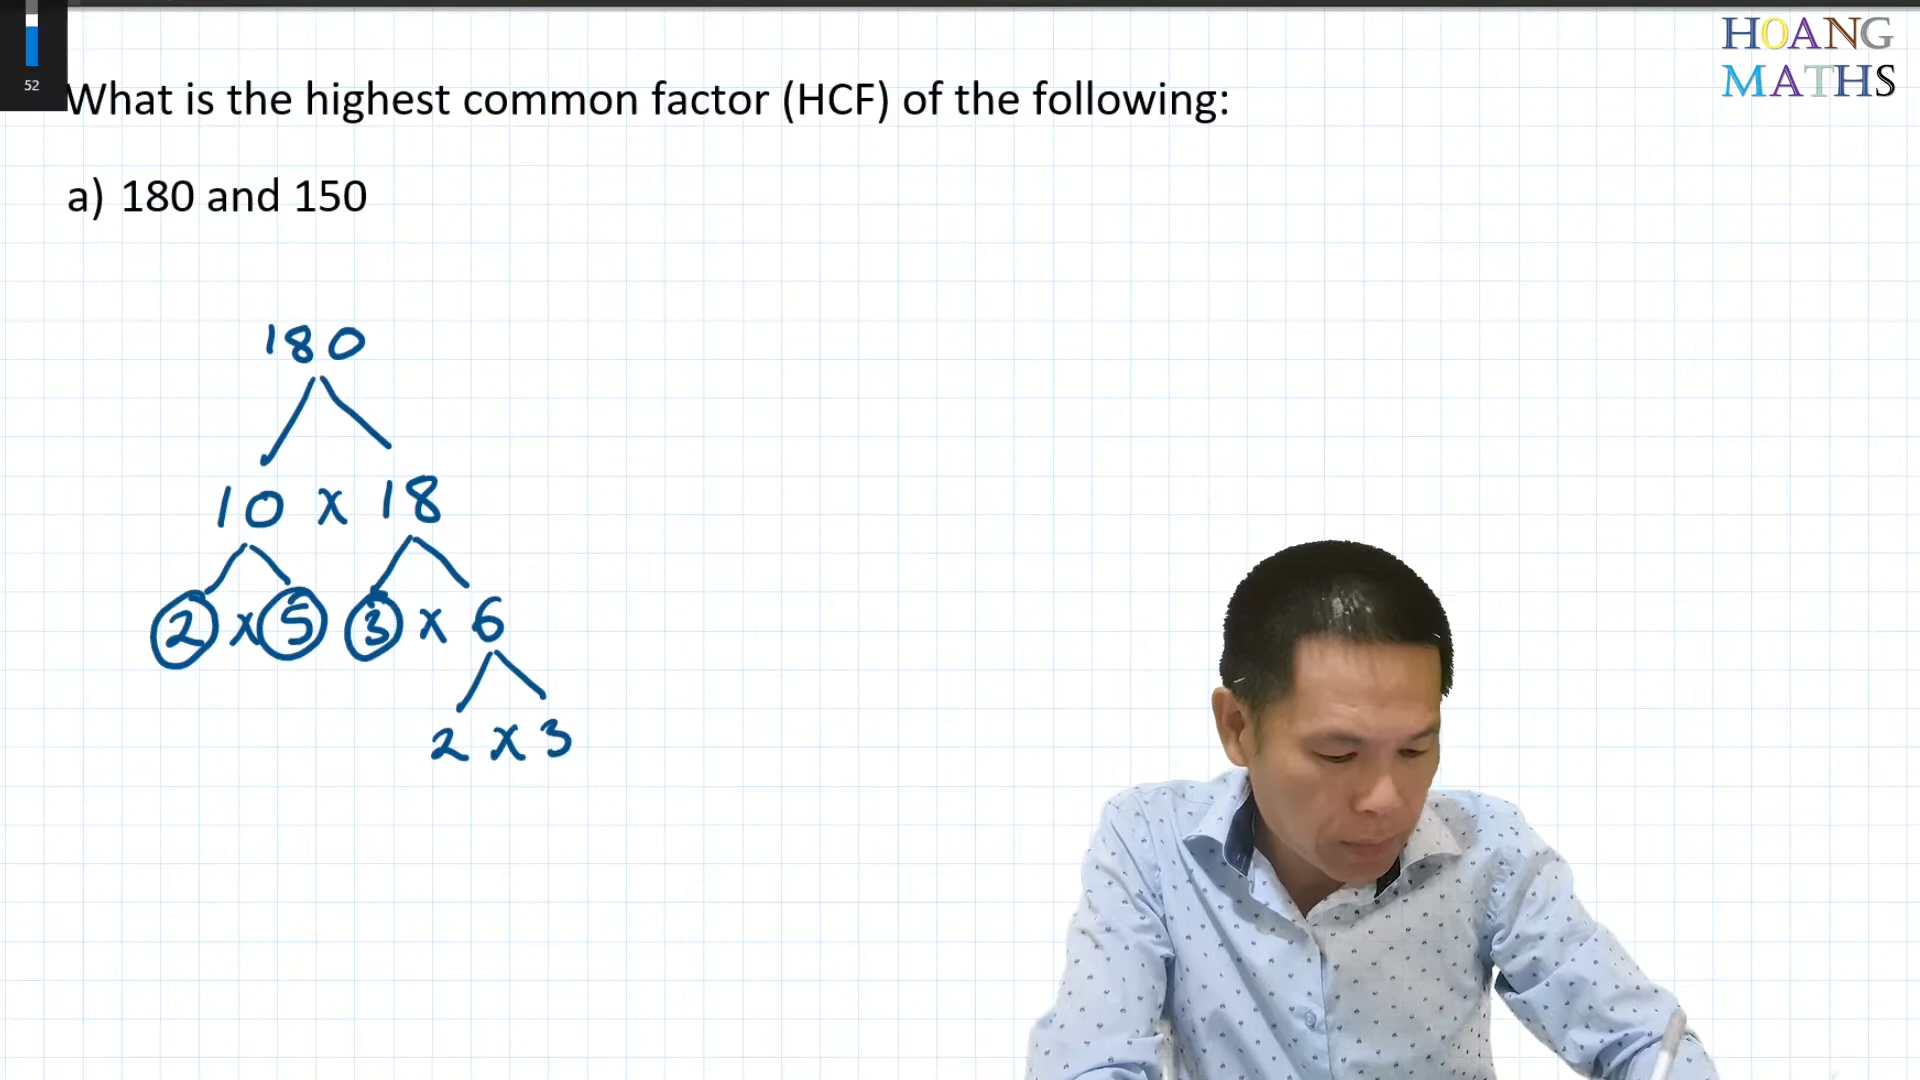 HOANG
MATHS
52
What is the highest common factor (HCF) of the following:
a) 180 and 150
180
10 x 18
2 x 5 3 x 6
2 x 3